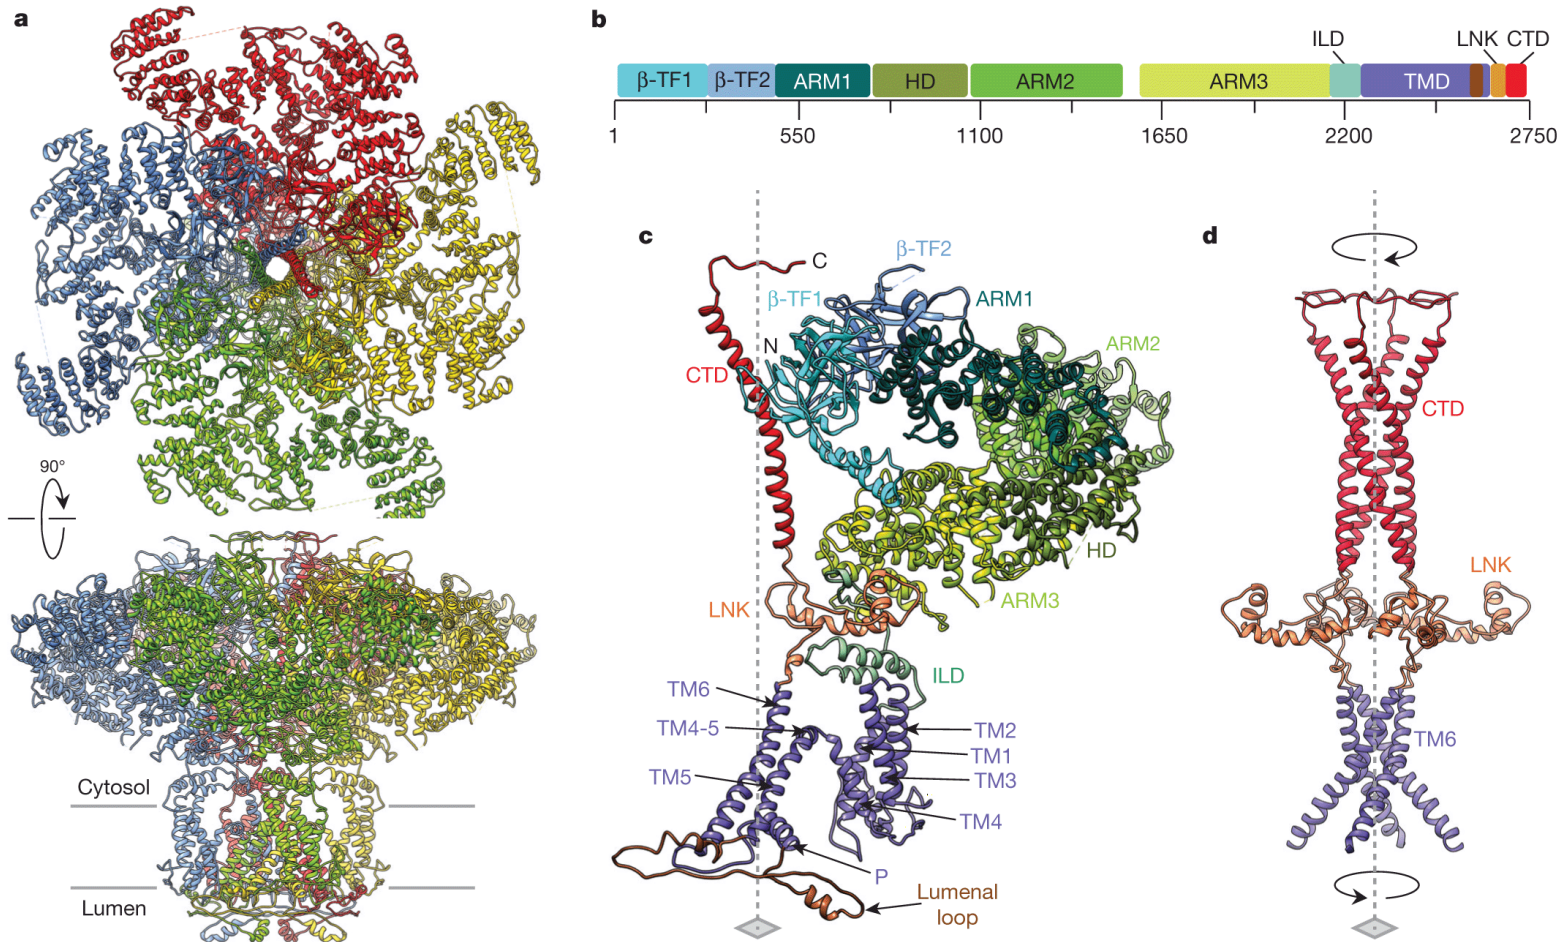 a
90°
Cytosol
Lumen
b
ILD
LNK
CTD
β-TF1
β-TF2
ARM1
HD
ARM2
ARM3
TMD
1
550
1100
1650
2200
2750
c
C
β-TF2
β-TF1
ARM1
N
ARM2
CTD
HD
ARM3
LNK
ILD
TM6
TM4-5
TM2
TM1
TM5
TM3
TM4
P
Lumenal
loop
d
CTD
LNK
TM6